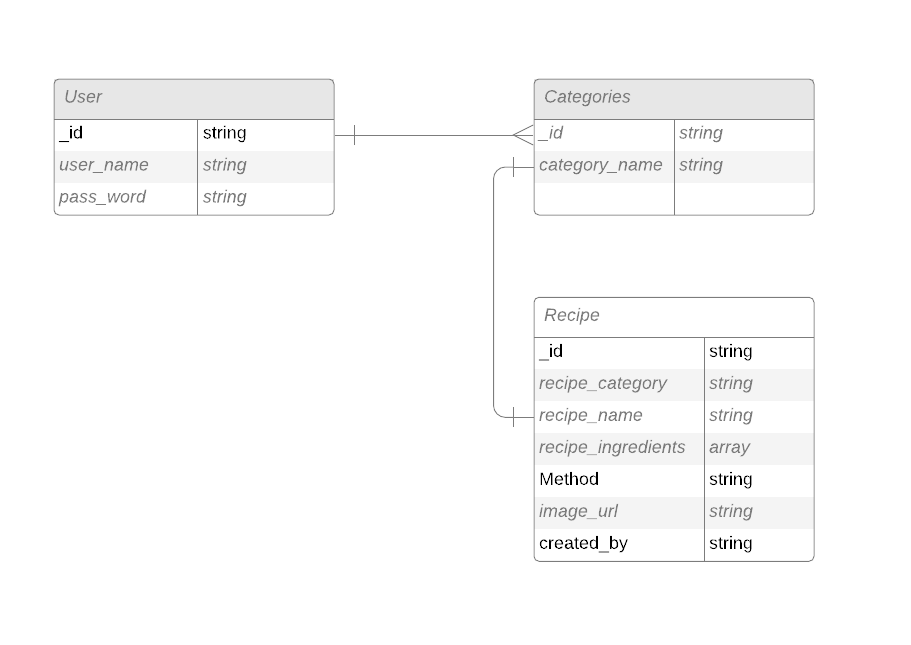 User
_id string
user_name string
pass_word string
Categories
_id string
category_name string
Recipe
_id string
recipe_category string
recipe_name string
recipe_ingredients array
Method string
image_url string
created_by string